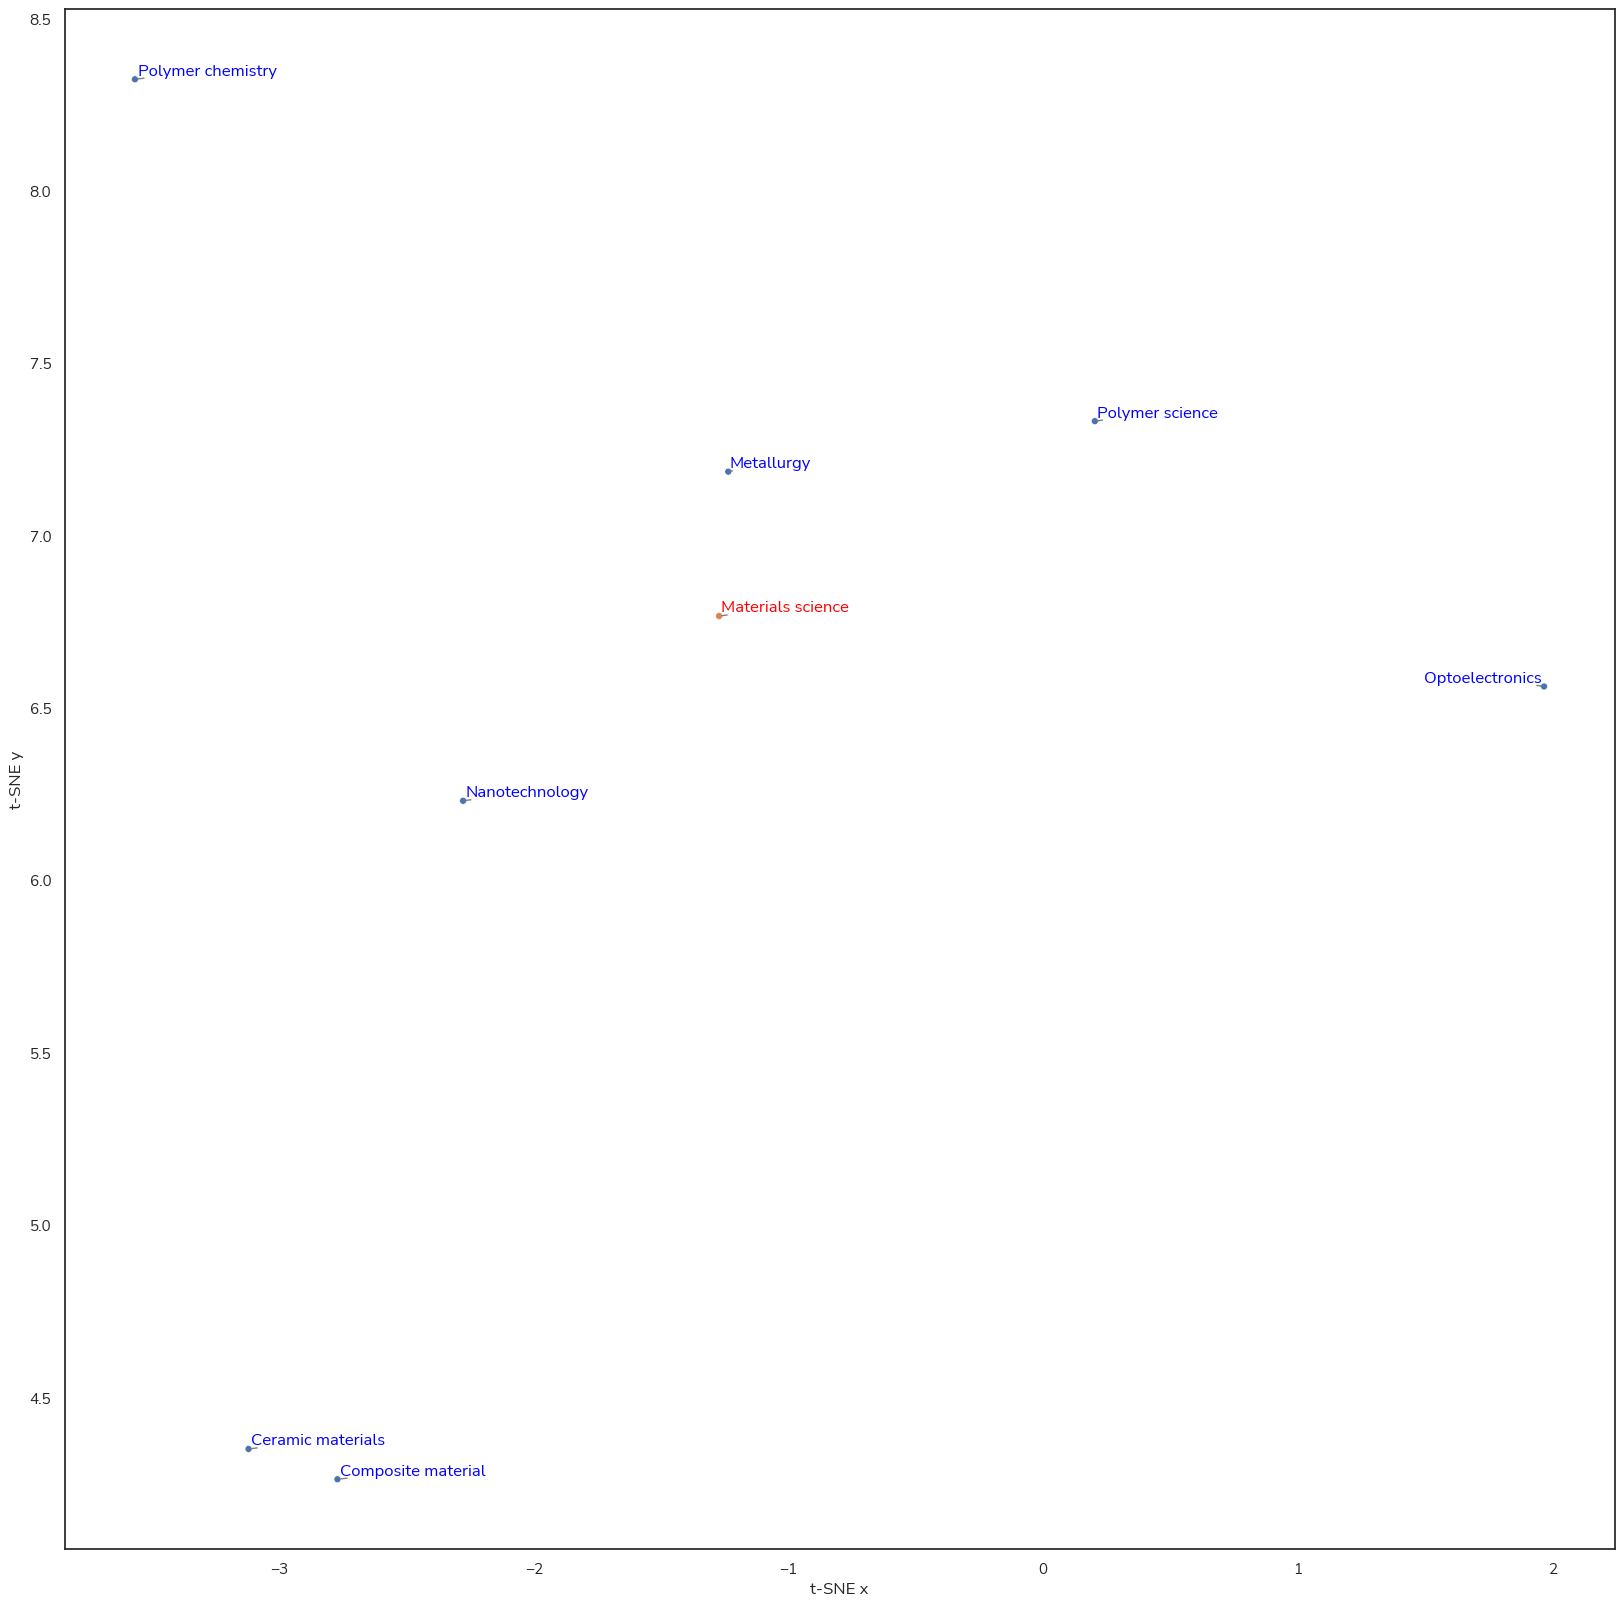 8.5
Polymer chemistry
8.0
7.5
Polymer science
Metallurgy
7.0
Materials science
Optoelectronics
6.5
Nanotechnology
t-SNE y
6.0
5.5
5.0
4.5
Ceramic materials
Composite material
−3 −2 −1 0 1 2
t-SNE x